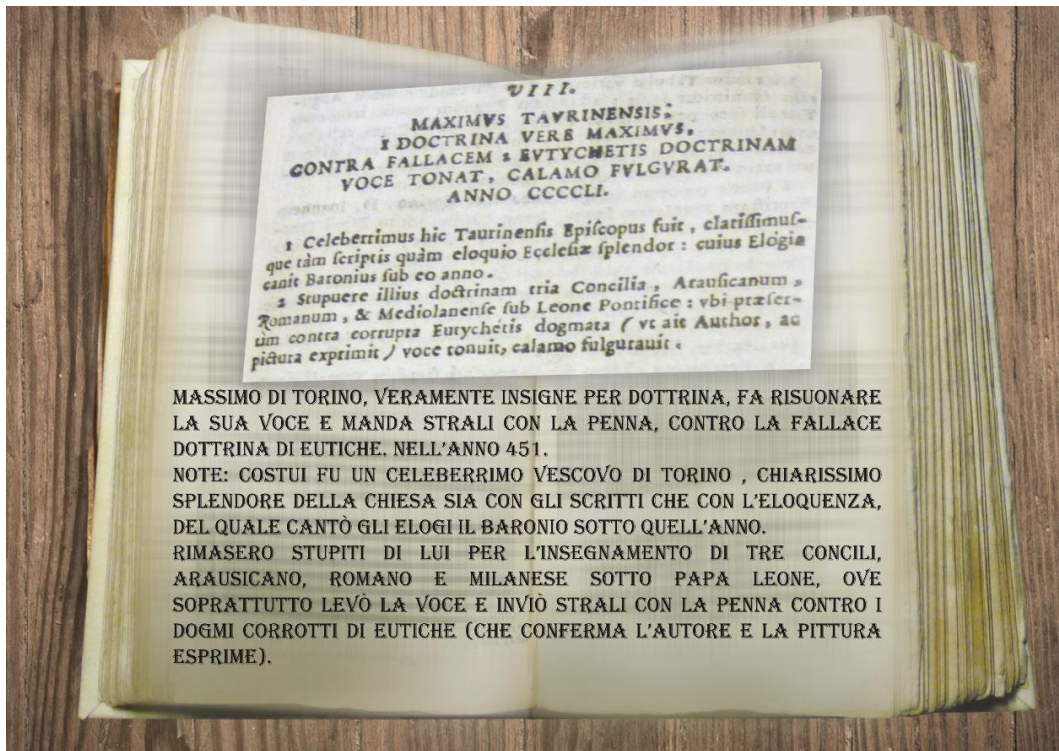 VIII.
MAXIMVS TAVRINENSIS;
1 DOCTRINA VERE MAXIMVS,
CONTRA FALLACEM 2 EVTYCHETIS DOCTRINAM
VOCE TONAT, CALAMO FVLGVRAT.
ANNO CCCCLI.
1 Celeberrimus hic Taurinenſis Epiſcopus fuit, clariſſimuſ-
que tàm ſcriptis quàm eloquio Eccleſiæ ſplendor: cuius Elogia
canit Baronius ſub eo anno.
2 Stupuere illius doctrinam tria Concilia, Arauſicanum,
Romanum, & Mediolanenſe ſub Leone Pontifice: vbi præſer-
tìm contra corrupta Eutychetis dogmata ( vt ait Author, ac
pictura exprimit ) voce tonuit, calamo fulgurauit.
MASSIMO DI TORINO, VERAMENTE INSIGNE PER DOTTRINA, FA RISUONARE
LA SUA VOCE E MANDA STRALI CON LA PENNA, CONTRO LA FALLACE
DOTTRINA DI EUTICHE. NELL'ANNO 451.
NOTE: COSTUI FU UN CELEBERRIMO VESCOVO DI TORINO , CHIARISSIMO
SPLENDORE DELLA CHIESA SIA CON GLI SCRITTI CHE CON L'ELOQUENZA,
DEL QUALE CANTÒ GLI ELOGI IL BARONIO SOTTO QUELL'ANNO.
RIMASERO STUPITI DI LUI PER L'INSEGNAMENTO DI TRE CONCILI,
ARAUSICANO, ROMANO E MILANESE SOTTO PAPA LEONE, OVE
SOPRATTUTTO LEVÒ LA VOCE E INVIÒ STRALI CON LA PENNA CONTRO I
DOGMI CORROTTI DI EUTICHE (CHE CONFERMA L'AUTORE E LA PITTURA
ESPRIME).